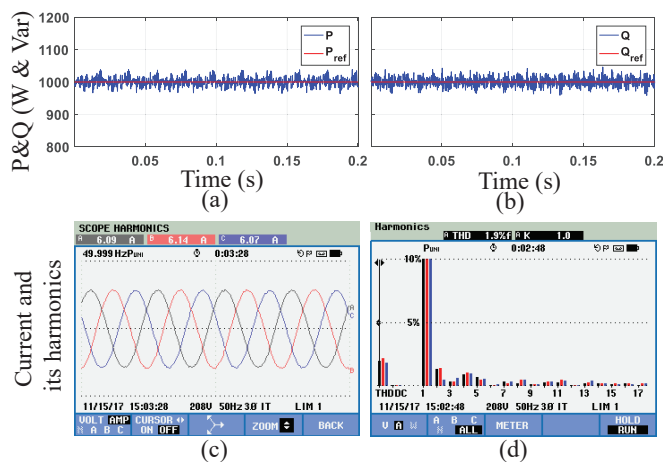 P&Q (W & Var)
1200
1100
1000
900
800
P
Pref
Q
Qref
0.05 0.1 0.15 0.2
0.05 0.1 0.15 0.2
Time (s)
Time (s)
(a)
(b)
Current and
its harmonics
SCOPE HARMONICS
A 6.09 A B 6.14 A C 6.07 A
49.999 Hz PUNI 0:03:28
A
C
B
11/15/17 15:03:28 208V 50Hz 3Ø IT LIM 1
VOLT AMP
N A B C
CURSOR
ON OFF
ZOOM
BACK
(c)
Harmonics
A THD 1.9%f A K 1.0
PUNI 0:02:48
10%
5%
THDDC 1 3 5 7 9 11 13 15 17
11/15/17 15:02:48 208V 50Hz 3Ø IT LIM 1
V A W
A B C
N ALL
METER
HOLD
RUN
(d)